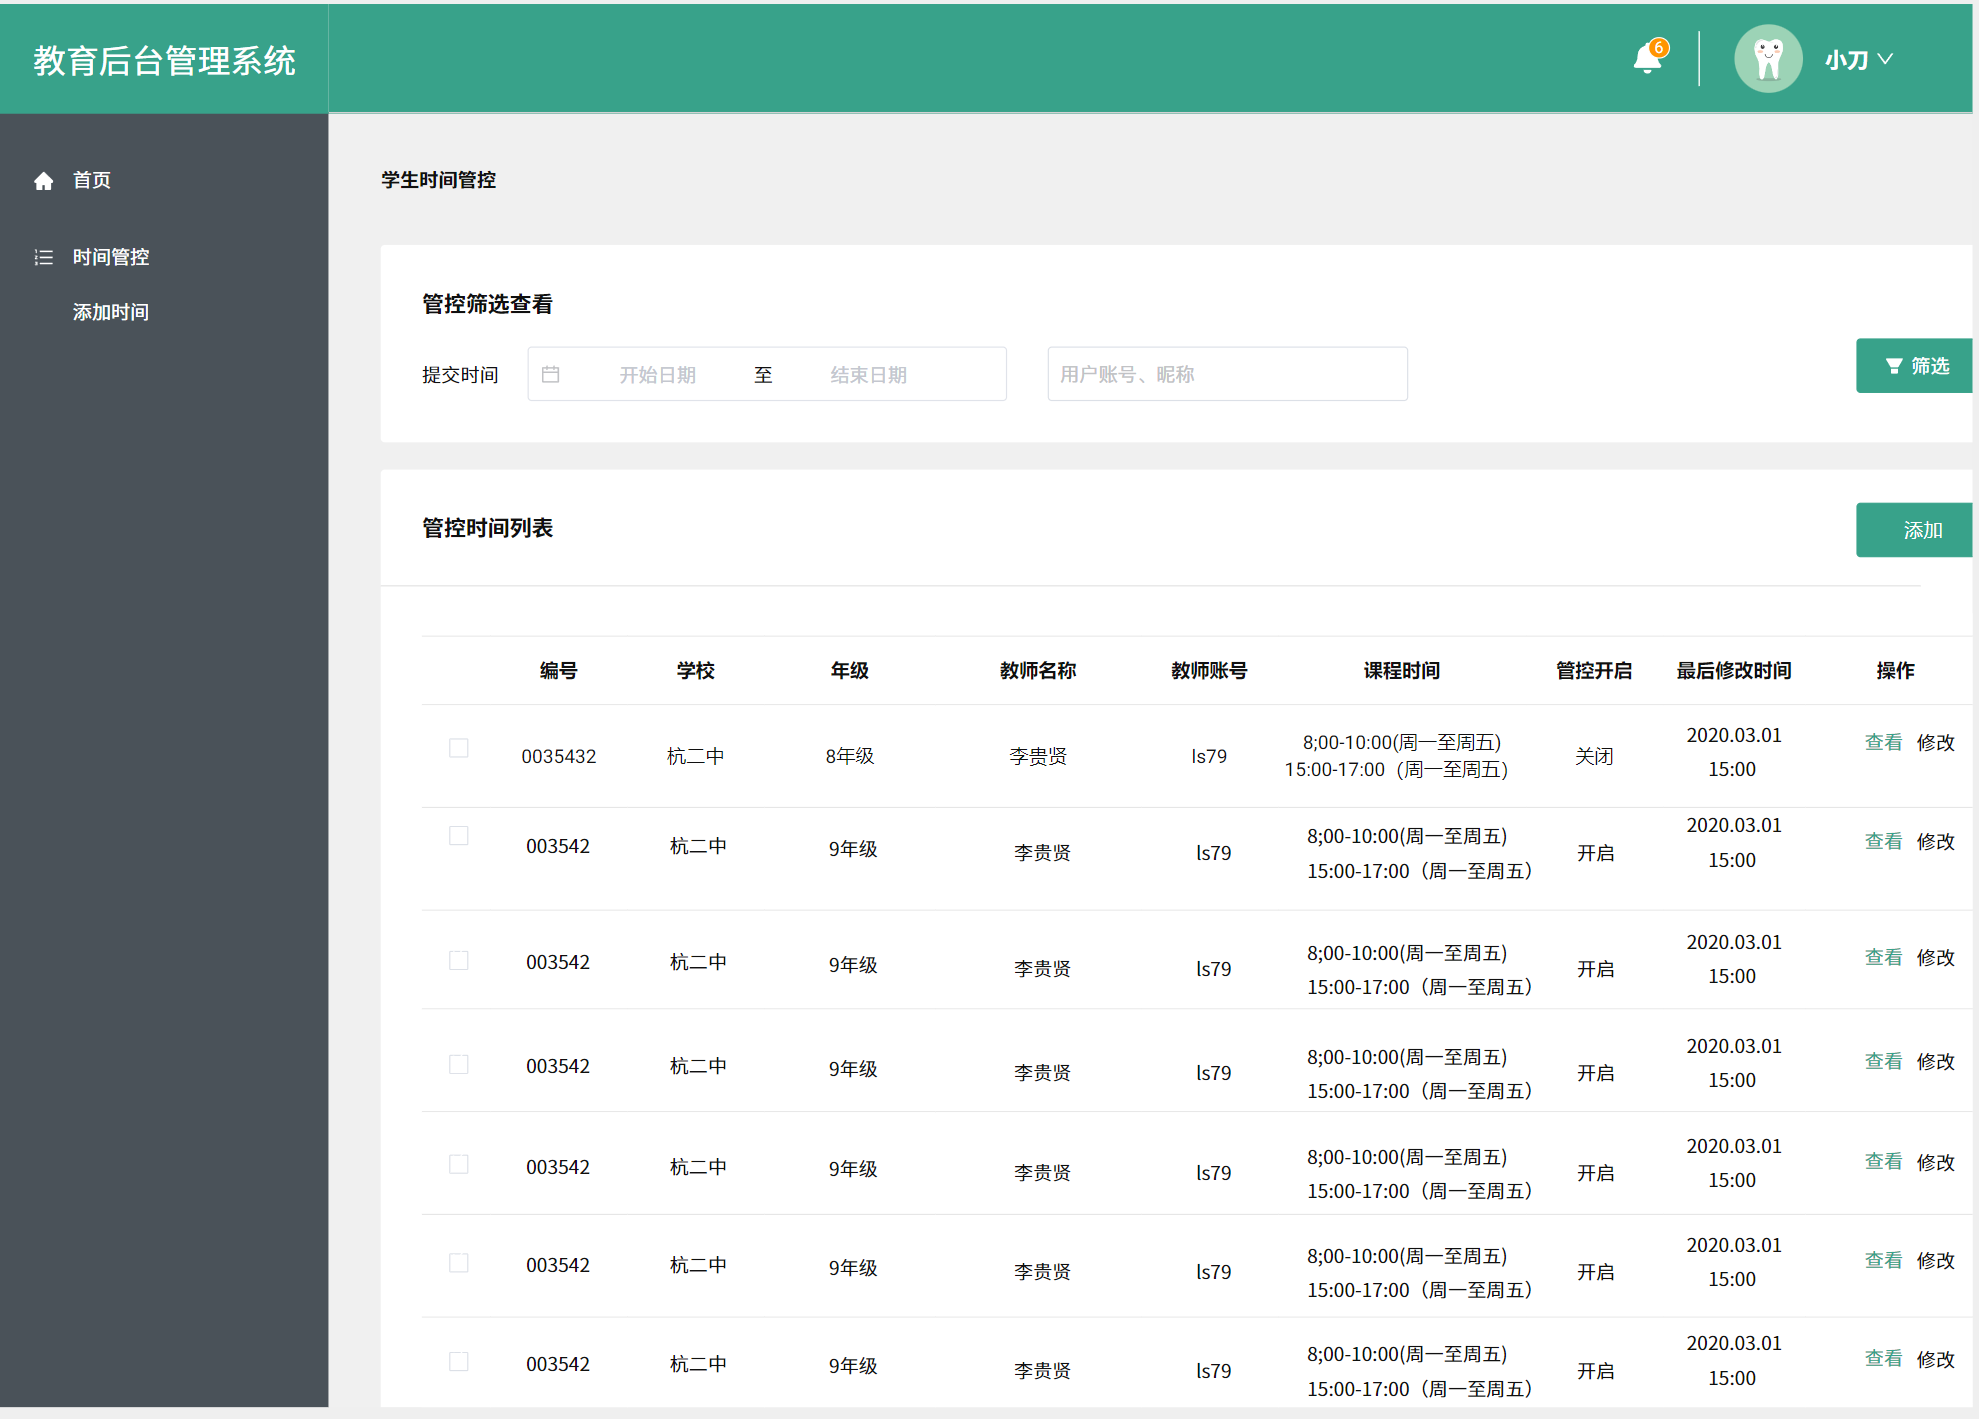 教育后台管理系统
6
小刀
首页
时间管控
添加时间
学生时间管控
管控筛选查看
提交时间 开始日期 至 结束日期 用户账号、昵称 筛选
管控时间列表 添加
编号 学校 年级 教师名称 教师账号 课程时间 管控开启 最后修改时间 操作
0035432 杭二中 8年级 李贵贤 ls79 8;00-10:00(周一至周五) 关闭 2020.03.01 查看 修改
15:00-17:00（周一至周五） 15:00
003542 杭二中 9年级 李贵贤 ls79 8;00-10:00(周一至周五) 开启 2020.03.01 查看 修改
15:00-17:00（周一至周五） 15:00
003542 杭二中 9年级 李贵贤 ls79 8;00-10:00(周一至周五) 开启 2020.03.01 查看 修改
15:00-17:00（周一至周五） 15:00
003542 杭二中 9年级 李贵贤 ls79 8;00-10:00(周一至周五) 开启 2020.03.01 查看 修改
15:00-17:00（周一至周五） 15:00
003542 杭二中 9年级 李贵贤 ls79 8;00-10:00(周一至周五) 开启 2020.03.01 查看 修改
15:00-17:00（周一至周五） 15:00
003542 杭二中 9年级 李贵贤 ls79 8;00-10:00(周一至周五) 开启 2020.03.01 查看 修改
15:00-17:00（周一至周五） 15:00
003542 杭二中 9年级 李贵贤 ls79 8;00-10:00(周一至周五) 开启 2020.03.01 查看 修改
15:00-17:00（周一至周五） 15:00